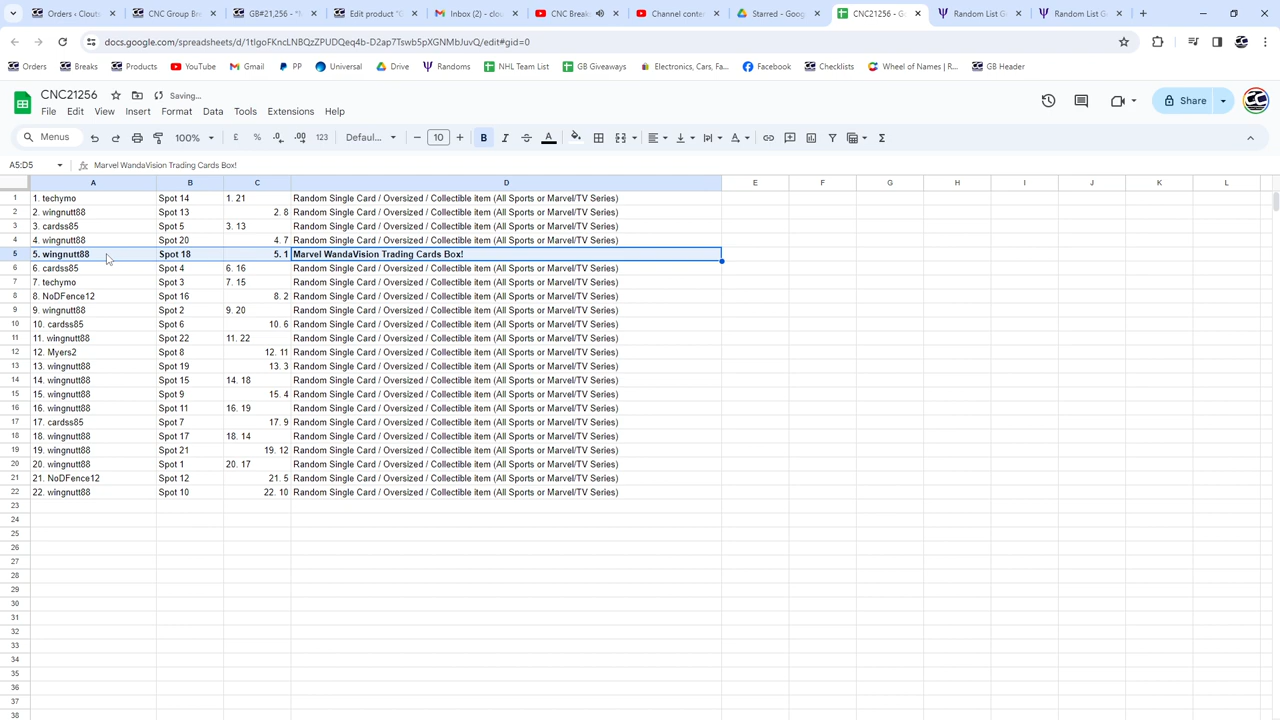 Orders ‹ Clout
CNC Group Bre
GB#21,256 - *
Edit product "G
Inbox (2) - clou
CNC Break
Channel conte
Starred - Goog
CNC21256 - Go
Random List Ge
Random List Ge
docs.google.com/spreadsheets/d/1tIgoFKncLNBQzZPUDQeq4b-D2ap7Tswb5pXGNMbJuvQ/edit#gid=0
Orders
Breaks
Products
YouTube
Gmail
PP
Universal
Drive
Randoms
NHL Team List
GB Giveaways
Electronics, Cars, Fa...
Facebook
Checklists
Wheel of Names | R...
GB Header
CNC21256
Saving...
File Edit View Insert Format Data Tools Extensions Help
Share
Menus
100%
£ % .0 .00 123
Defaul...
10
B I A
A5:D5
Marvel WandaVision Trading Cards Box!
A B C D E F G H I J K L
1 1. techymo Spot 14 1. 21 Random Single Card / Oversized / Collectible item (All Sports or Marvel/TV Series)
2 2. wingnutt88 Spot 13 2. 8 Random Single Card / Oversized / Collectible item (All Sports or Marvel/TV Series)
3 3. cardss85 Spot 5 3. 13 Random Single Card / Oversized / Collectible item (All Sports or Marvel/TV Series)
4 4. wingnutt88 Spot 20 4. 7 Random Single Card / Oversized / Collectible item (All Sports or Marvel/TV Series)
5 5. wingnutt88 Spot 18 5. 1 Marvel WandaVision Trading Cards Box!
6 6. cardss85 Spot 4 6. 16 Random Single Card / Oversized / Collectible item (All Sports or Marvel/TV Series)
7 7. techymo Spot 3 7. 15 Random Single Card / Oversized / Collectible item (All Sports or Marvel/TV Series)
8 8. NoDFence12 Spot 16 8. 2 Random Single Card / Oversized / Collectible item (All Sports or Marvel/TV Series)
9 9. wingnutt88 Spot 2 9. 20 Random Single Card / Oversized / Collectible item (All Sports or Marvel/TV Series)
10 10. cardss85 Spot 6 10. 6 Random Single Card / Oversized / Collectible item (All Sports or Marvel/TV Series)
11 11. wingnutt88 Spot 22 11. 22 Random Single Card / Oversized / Collectible item (All Sports or Marvel/TV Series)
12 12. Myers2 Spot 8 12. 11 Random Single Card / Oversized / Collectible item (All Sports or Marvel/TV Series)
13 13. wingnutt88 Spot 19 13. 3 Random Single Card / Oversized / Collectible item (All Sports or Marvel/TV Series)
14 14. wingnutt88 Spot 15 14. 18 Random Single Card / Oversized / Collectible item (All Sports or Marvel/TV Series)
15 15. wingnutt88 Spot 9 15. 4 Random Single Card / Oversized / Collectible item (All Sports or Marvel/TV Series)
16 16. wingnutt88 Spot 11 16. 19 Random Single Card / Oversized / Collectible item (All Sports or Marvel/TV Series)
17 17. cardss85 Spot 7 17. 9 Random Single Card / Oversized / Collectible item (All Sports or Marvel/TV Series)
18 18. wingnutt88 Spot 17 18. 14 Random Single Card / Oversized / Collectible item (All Sports or Marvel/TV Series)
19 19. wingnutt88 Spot 21 19. 12 Random Single Card / Oversized / Collectible item (All Sports or Marvel/TV Series)
20 20. wingnutt88 Spot 1 20. 17 Random Single Card / Oversized / Collectible item (All Sports or Marvel/TV Series)
21 21. NoDFence12 Spot 12 21. 5 Random Single Card / Oversized / Collectible item (All Sports or Marvel/TV Series)
22 22. wingnutt88 Spot 10 22. 10 Random Single Card / Oversized / Collectible item (All Sports or Marvel/TV Series)
23
24
25
26
27
28
29
30
31
32
33
34
35
36
37
38